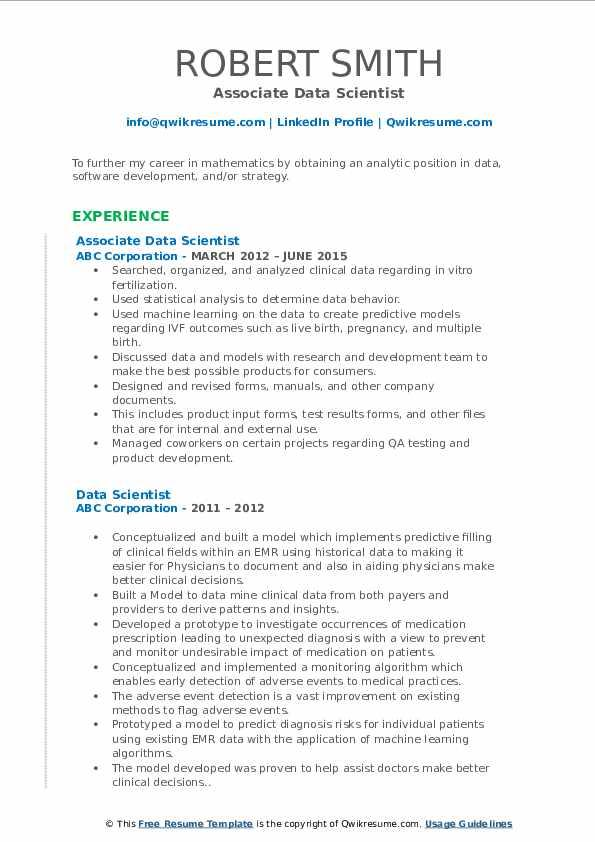 ROBERT SMITH
Associate Data Scientist
info@qwikresume.com | LinkedIn Profile | Qwikresume.com
To further my career in mathematics by obtaining an analytic position in data,
software development, and/or strategy.
EXPERIENCE
Associate Data Scientist
ABC Corporation - MARCH 2012 – JUNE 2015
• Searched, organized, and analyzed clinical data regarding in vitro
fertilization.
• Used statistical analysis to determine data behavior.
• Used machine learning on the data to create predictive models
regarding IVF outcomes such as live birth, pregnancy, and multiple
birth.
• Discussed data and models with research and development team to
make the best possible products for consumers.
• Designed and revised forms, manuals, and other company
documents.
• This includes product input forms, test results forms, and other files
that are for internal and external use.
• Managed coworkers on certain projects regarding QA testing and
product development.
Data Scientist
ABC Corporation - 2011 – 2012
• Conceptualized and built a model which implements predictive filling
of clinical fields within an EMR using historical data to making it
easier for Physicians to document and also in aiding physicians make
better clinical decisions.
• Built a Model to data mine clinical data from both payers and
providers to derive patterns and insights.
• Developed a prototype to investigate occurrences of medication
prescription leading to unexpected diagnosis with a view to prevent
and monitor undesirable impact of medication on patients.
• Conceptualized and implemented a monitoring algorithm which
enables early detection of adverse events to medical practices.
• The adverse event detection is a vast improvement on existing
methods to flag adverse events.
• Prototyped a model to predict diagnosis risks for individual patients
using existing EMR data with the application of machine learning
algorithms.
• The model developed was proven to help assist doctors make better
clinical decisions..
© This Free Resume Template is the copyright of Qwikresume.com. Usage Guidelines